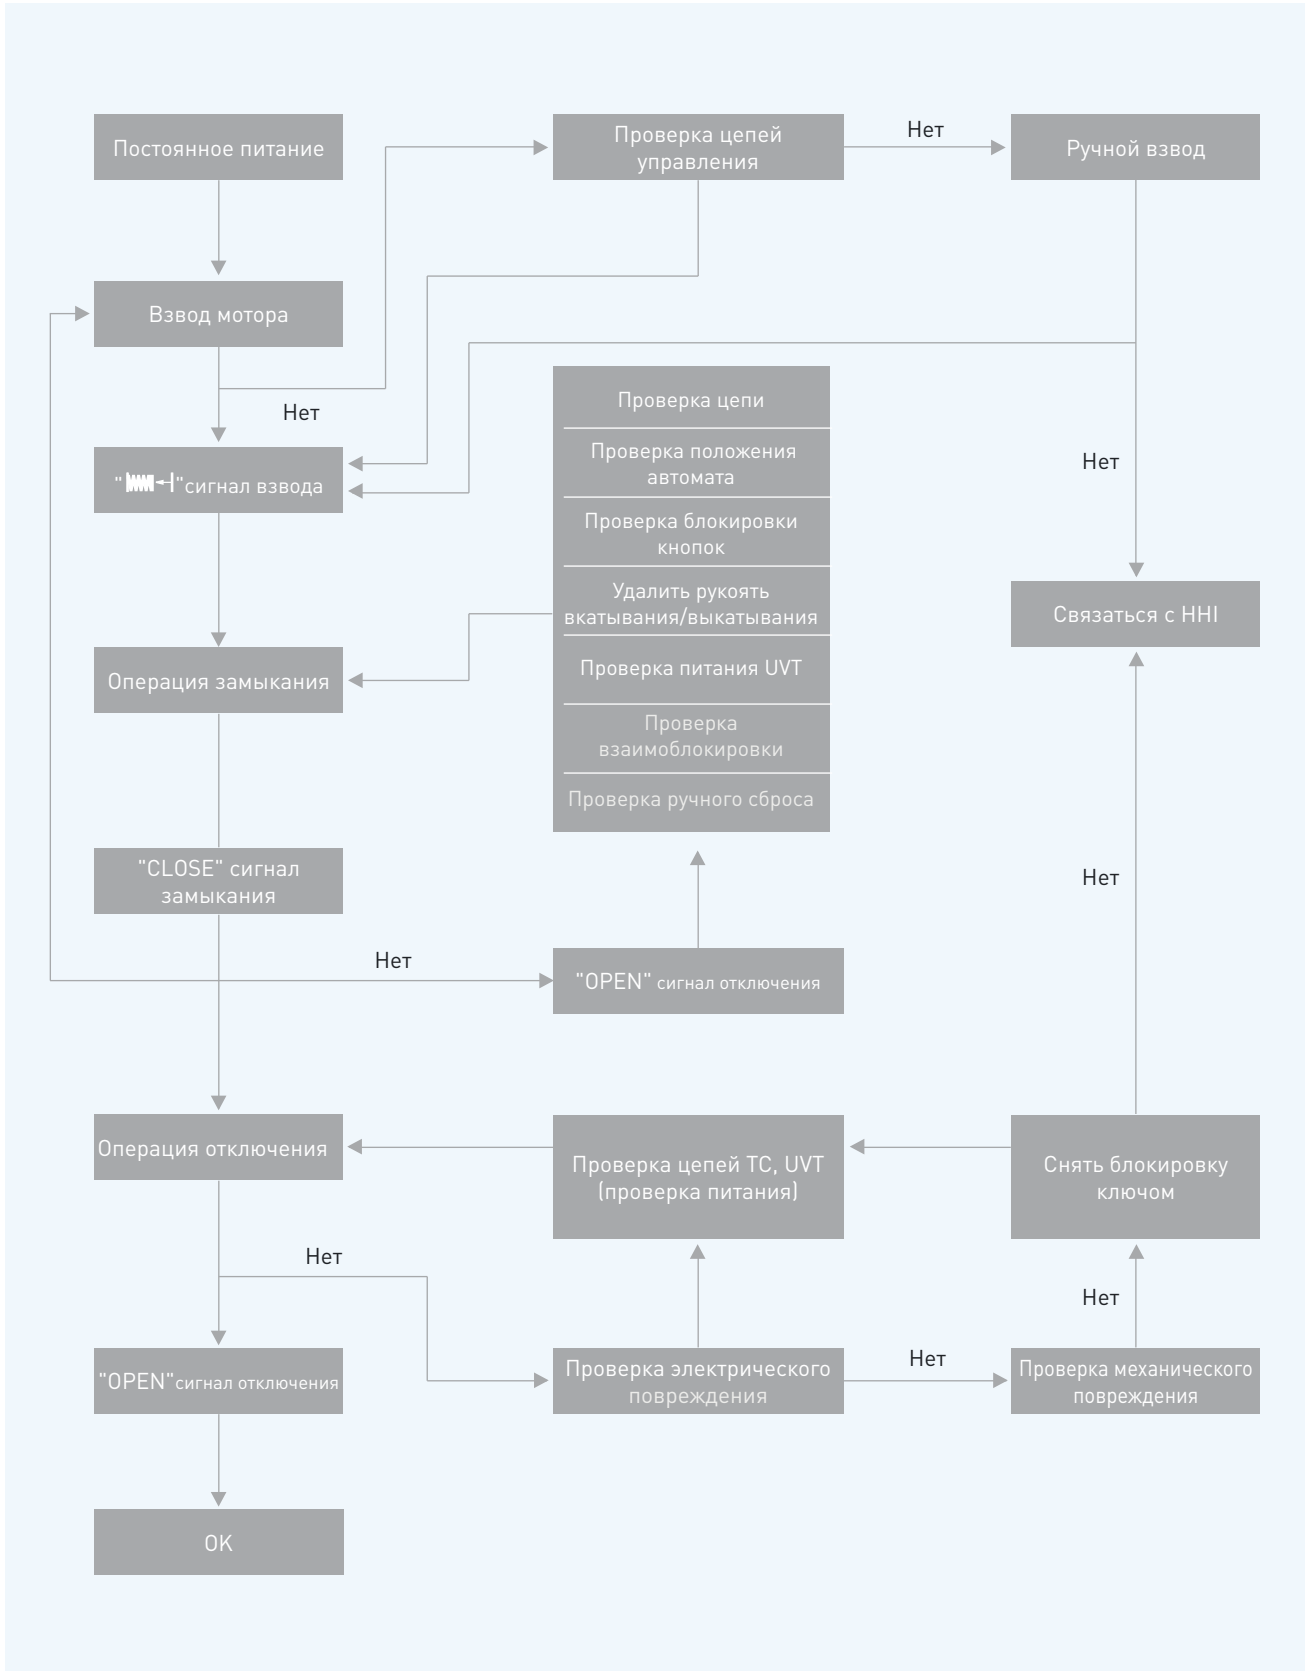 Постоянное питание
Проверка цепей
управления
Нет
Ручной взвод
Взвод мотора
Нет
" "сигнал взвода
Проверка цепи
Проверка положения
автомата
Проверка блокировки
кнопок
Удалить рукоять
вкатывания/выкатывания
Проверка питания UVT
Проверка
взаимоблокировки
Проверка ручного сброса
Нет
Связаться с HHI
Операция замыкания
"CLOSE" сигнал
замыкания
Нет
Нет
"OPEN" сигнал отключения
Операция отключения
Проверка цепей TC, UVT
(проверка питания)
Снять блокировку
ключом
Нет
Нет
"OPEN"сигнал отключения
Проверка электрического
повреждения
Нет
Проверка механического
повреждения
OK